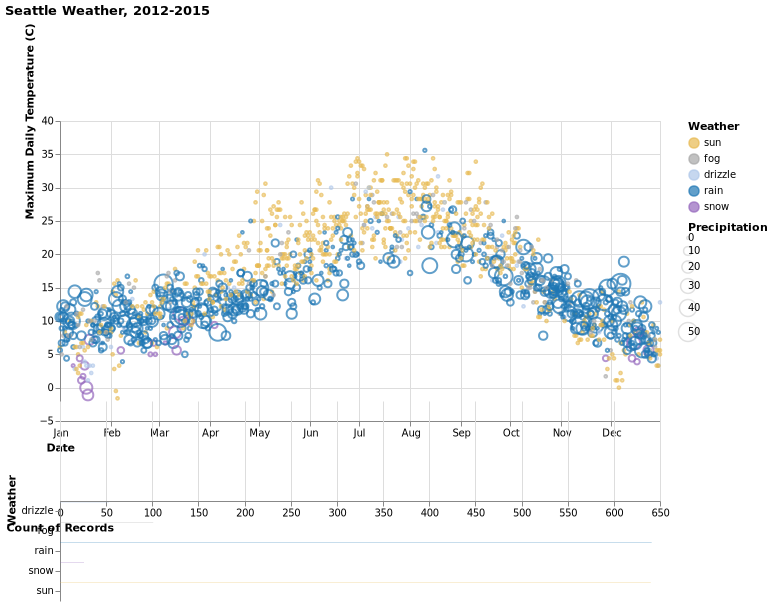 Seattle Weather, 2012-2015
Maximum Daily Temperature (C)
40
35
30
25
20
15
10
5
0
−5
Jan Feb Mar Apr May Jun Jul Aug Sep Oct Nov Dec
Date
Weather
sun
fog
drizzle
rain
snow
Precipitation
0
10
20
30
40
50
Weather
drizzle
fog
rain
snow
sun
0 50 100 150 200 250 300 350 400 450 500 550 600 650
Count of Records